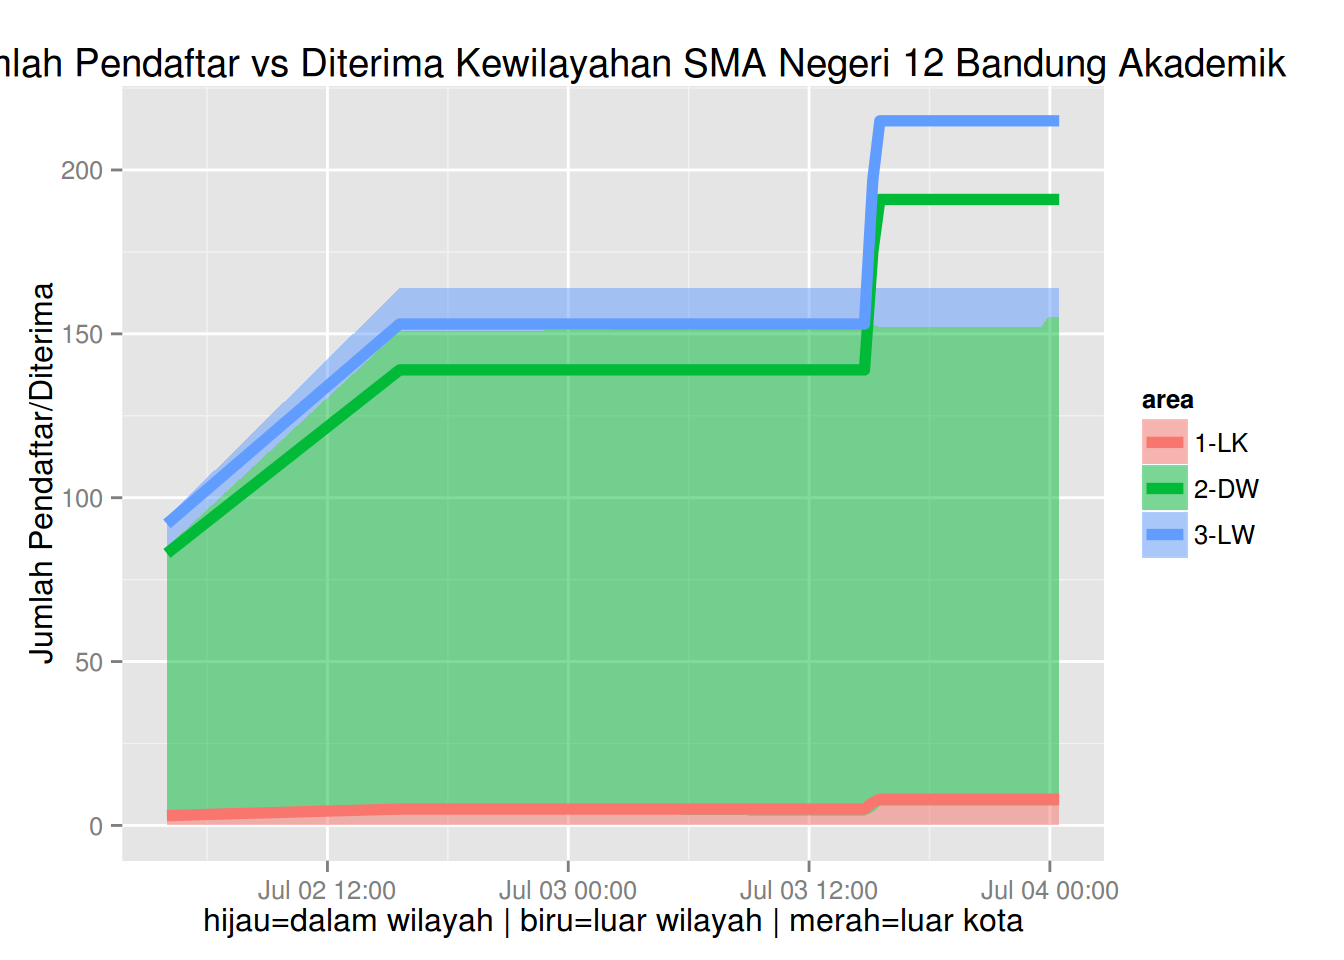 mlah Pendaftar vs Diterima Kewilayahan SMA Negeri 12 Bandung Akademik
Jumlah Pendaftar/Diterima
200
150
100
50
0
Jul 02 12:00
Jul 03 00:00
Jul 03 12:00
Jul 04 00:00
hijau=dalam wilayah | biru=luar wilayah | merah=luar kota
area
1-LK
2-DW
3-LW